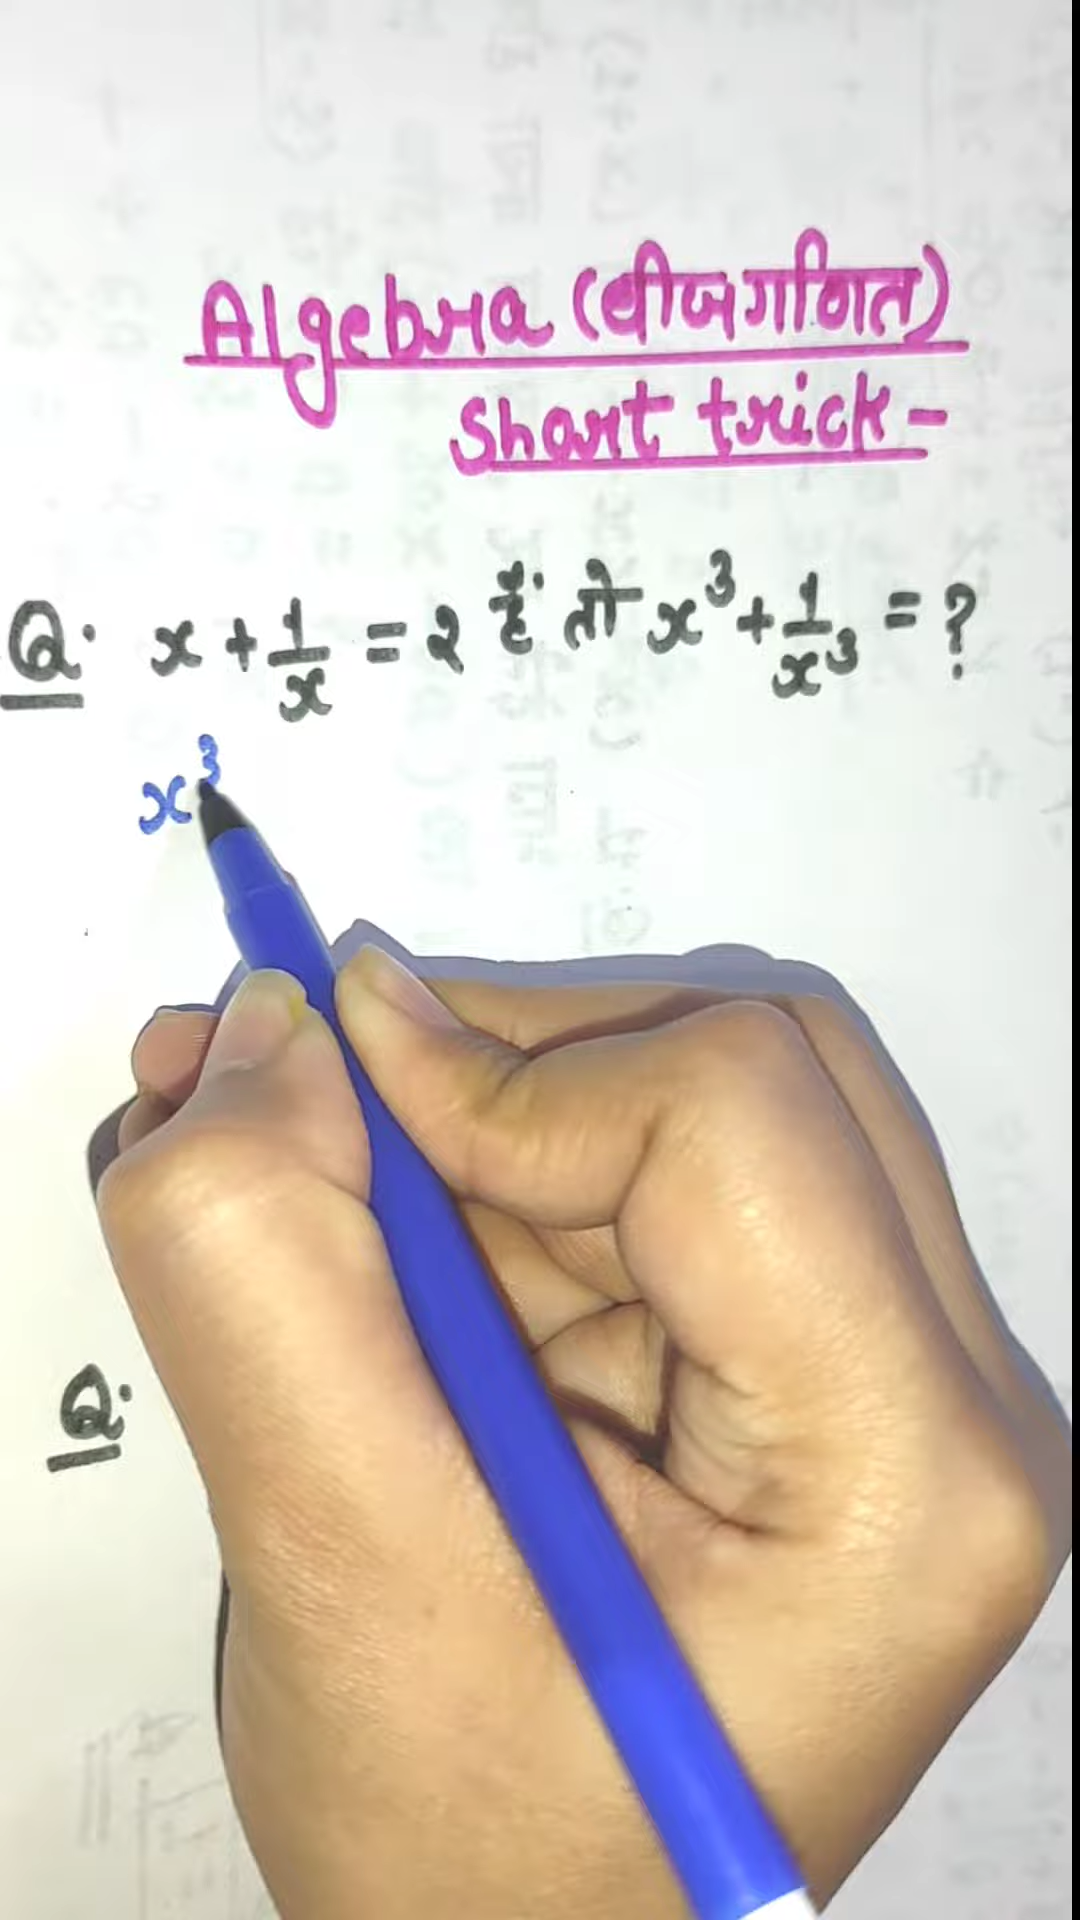 Algebra (बीजगणित)
Short trick -
Q. x + 1/x = 2 हैं तो x³ + 1/x³ = ?
x³
Q.